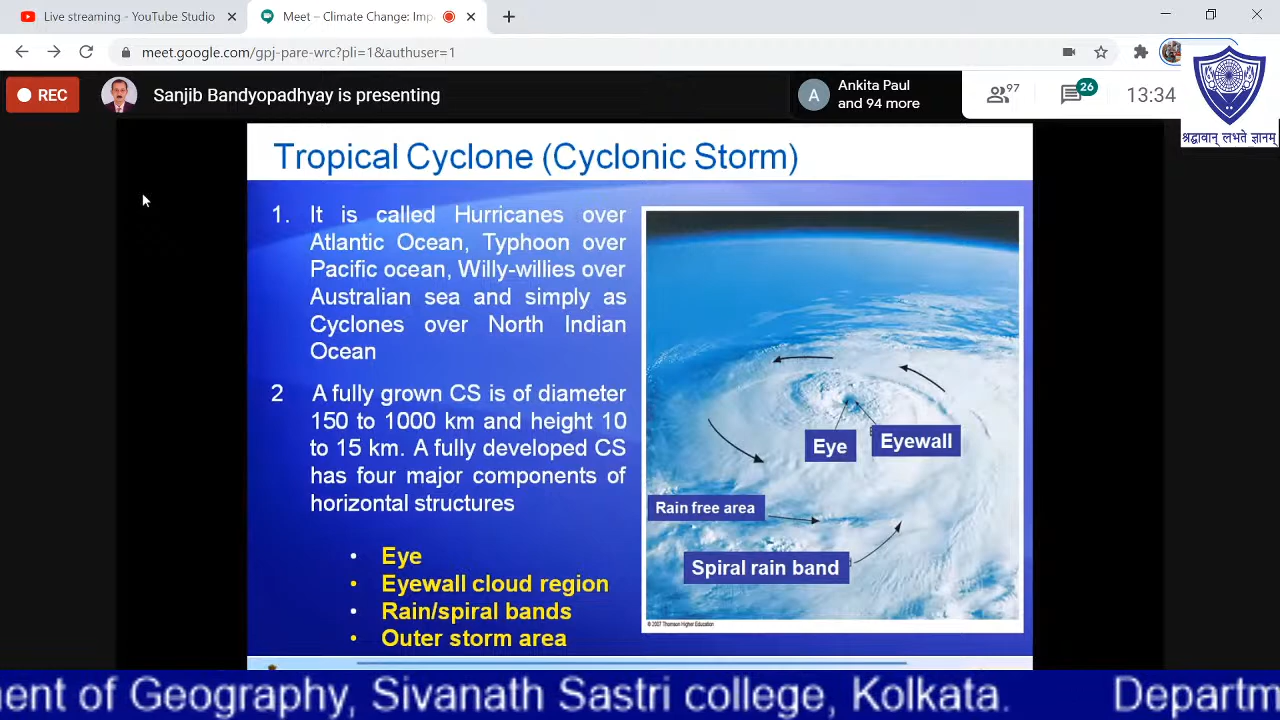 Live streaming - YouTube Studio
Meet – Climate Change: Imp
meet.google.com/gpj-pare-wrc?pli=1&authuser=1
REC
Sanjib Bandyopadhyay is presenting
A
Ankita Paul
and 94 more
97
26
13:34
श्रद्धावान् लभते ज्ञानम्
Tropical Cyclone (Cyclonic Storm)
1. It is called Hurricanes over
Atlantic Ocean, Typhoon over
Pacific ocean, Willy-willies over
Australian sea and simply as
Cyclones over North Indian
Ocean
2 A fully grown CS is of diameter
150 to 1000 km and height 10
to 15 km. A fully developed CS
has four major components of
horizontal structures
• Eye
• Eyewall cloud region
• Rain/spiral bands
• Outer storm area
Eye
Eyewall
Rain free area
Spiral rain band
© 2007 Thomson Higher Education
ment of Geography, Sivanath Sastri college, Kolkata. Departm